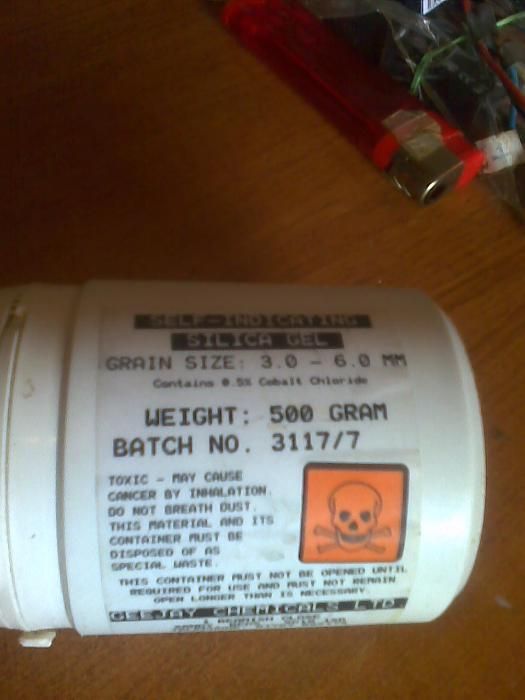 SELF-INDICATING
SILICA GEL
GRAIN SIZE: 3.0 - 6.0 MM
Contains 0.5% Cobalt Chloride
WEIGHT: 500 GRAM
BATCH NO. 3117/7
TOXIC - MAY CAUSE
CANCER BY INHALATION.
DO NOT BREATH DUST.
THIS MATERIAL AND ITS
CONTAINER MUST BE
DISPOSED OF AS
SPECIAL WASTE.
THIS CONTAINER MUST NOT BE OPENED UNTIL
REQUIRED FOR USE AND MUST NOT REMAIN
OPEN LONGER THAN IS NECESSARY.
GEEJAY CHEMICALS LTD